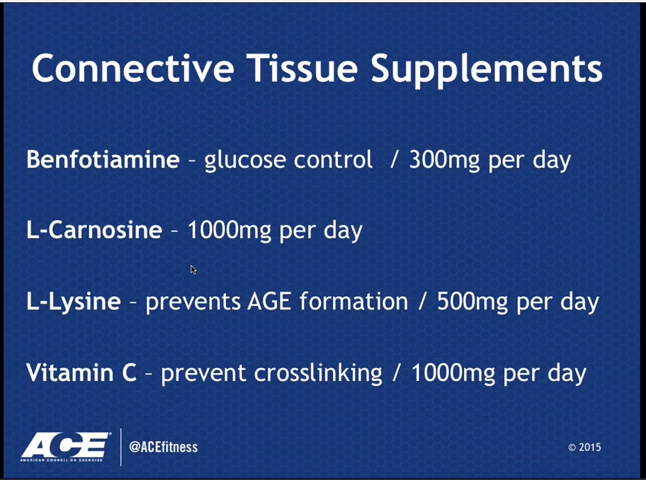 Connective Tissue Supplements
Benfotiamine – glucose control / 300mg per day
L-Carnosine – 1000mg per day
L-Lysine – prevents AGE formation / 500mg per day
Vitamin C – prevent crosslinking / 1000mg per day
ACE®
AMERICAN COUNCIL ON EXERCISE
@ACEfitness
© 2015